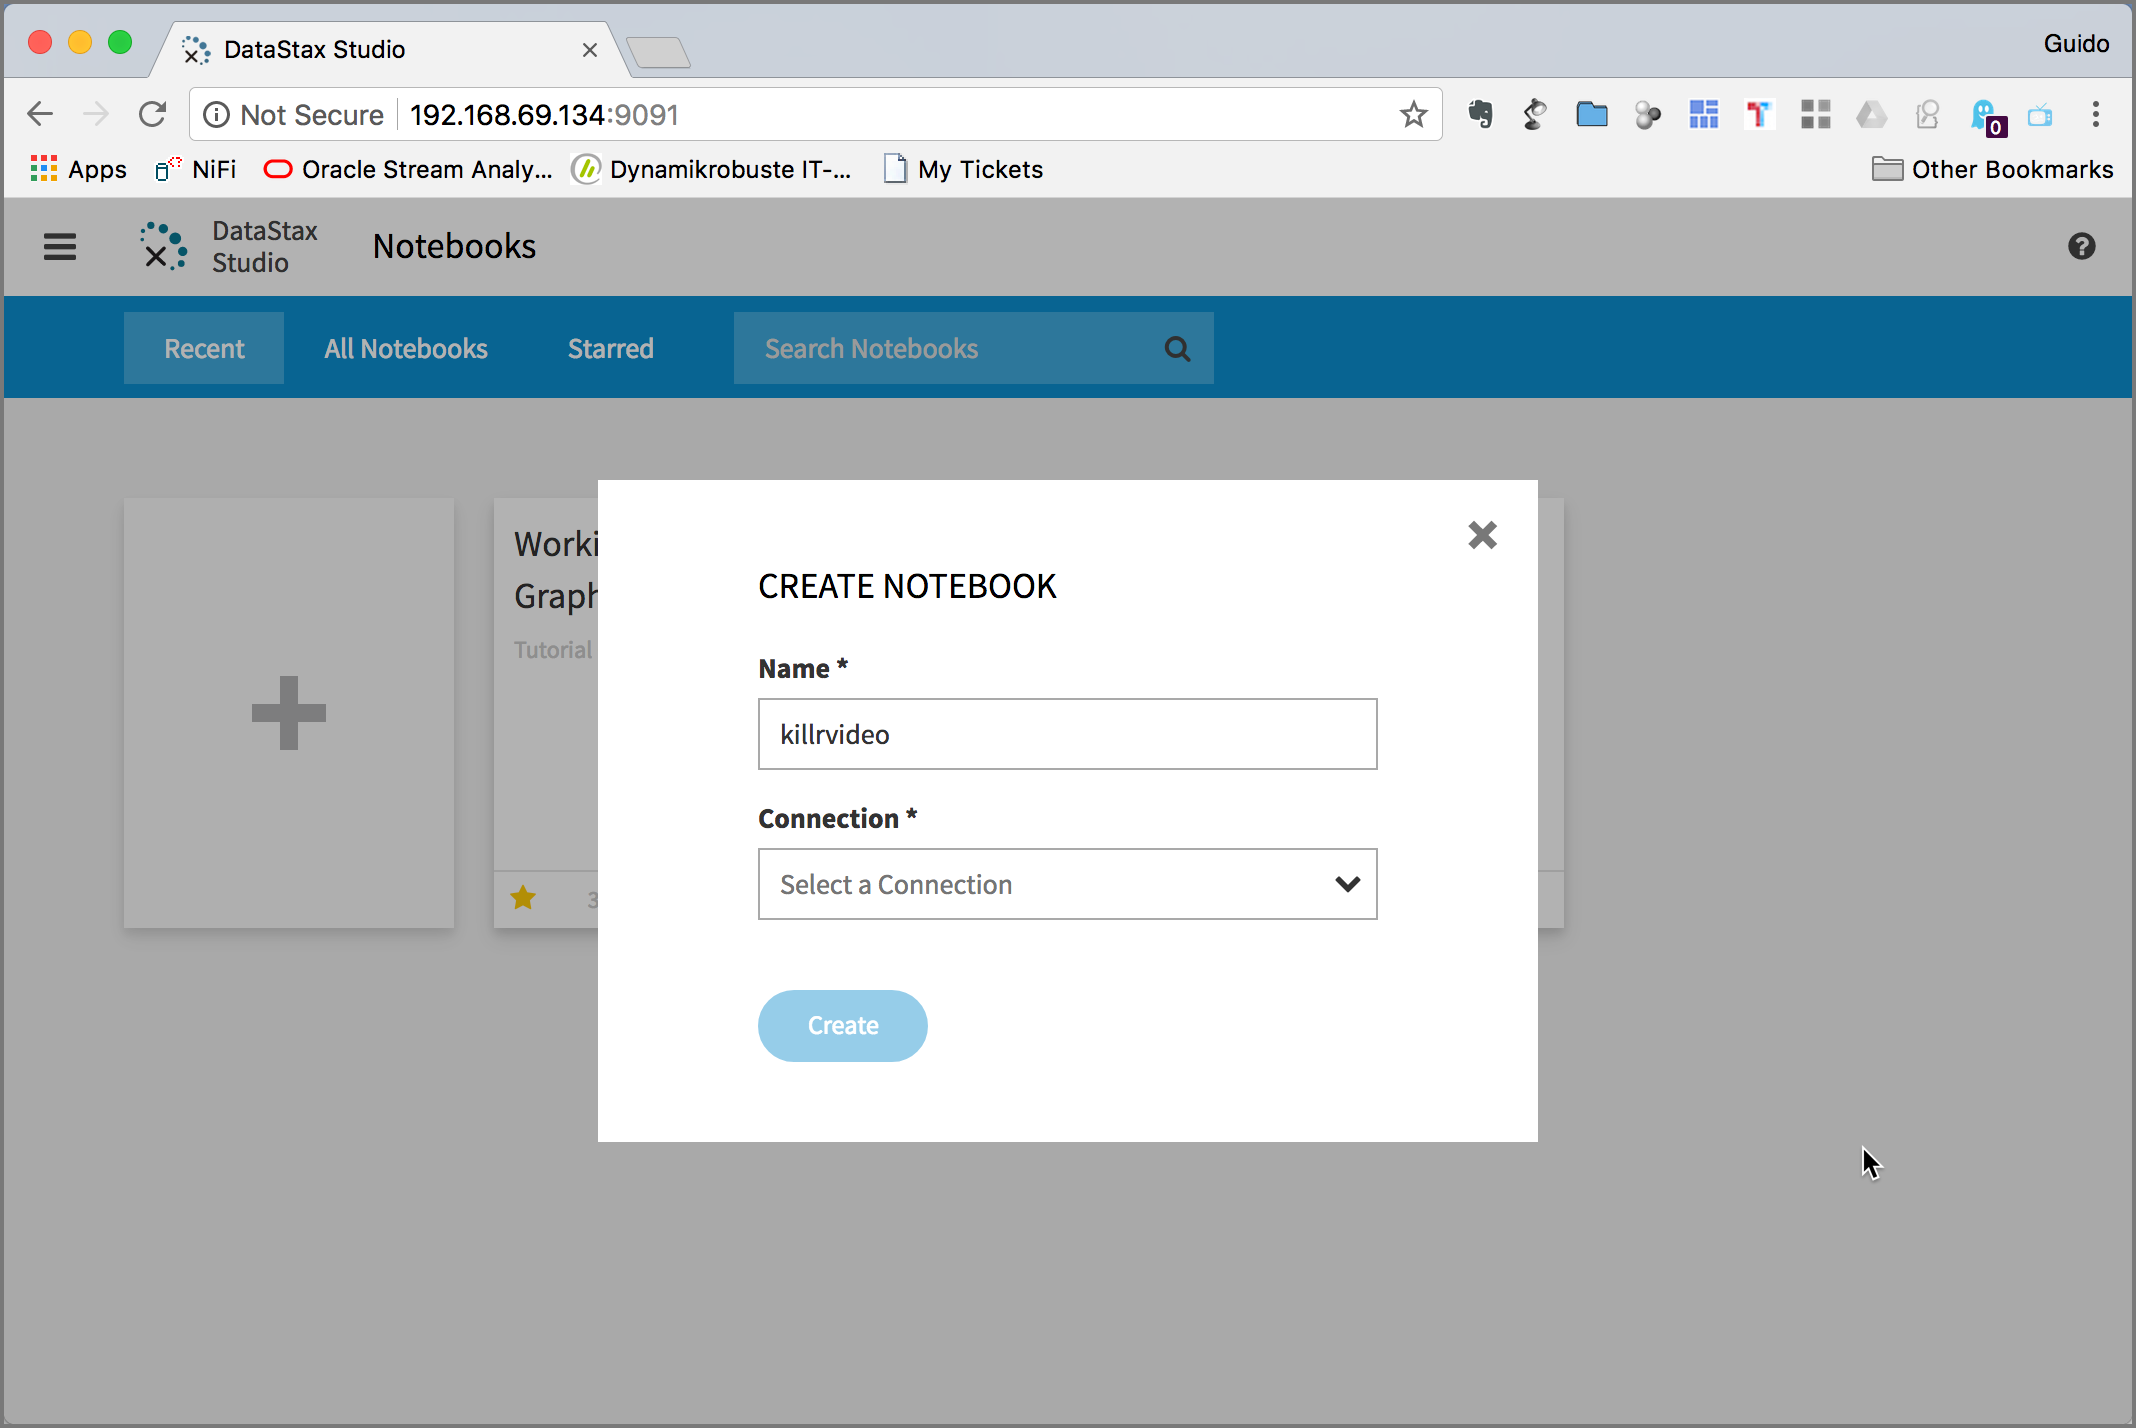 DataStax Studio
Guido
Not Secure 192.168.69.134:9091
0
Apps NiFi Oracle Stream Analy... Dynamikrobuste IT-... My Tickets Other Bookmarks
DataStax
Studio
Notebooks
Recent All Notebooks Starred Search Notebooks
Worki
Graph
Tutorial
3
CREATE NOTEBOOK
Name *
killrvideo
Connection *
Select a Connection
Create